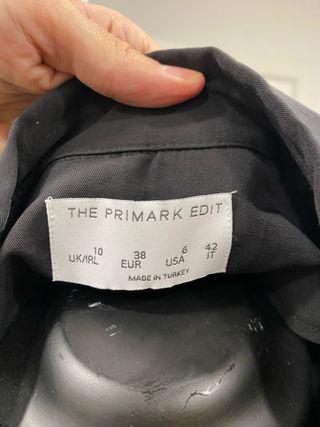 THE PRIMARK EDIT
10 38 6 42
UK/IRL EUR USA IT
MADE IN TURKEY